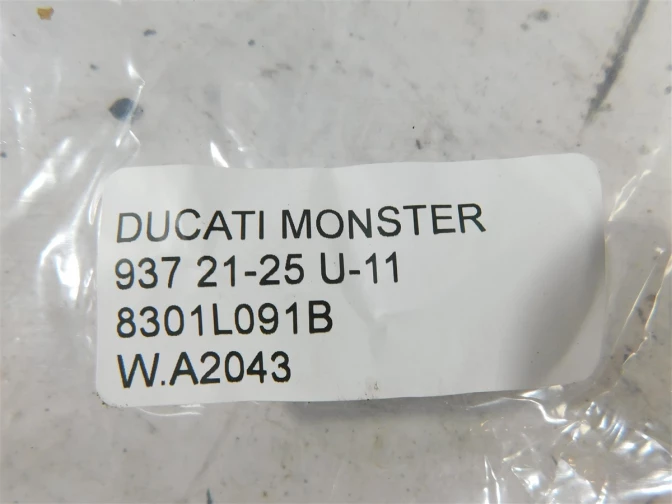 DUCATI MONSTER
937 21-25 U-11
8301L091B
W.A2043